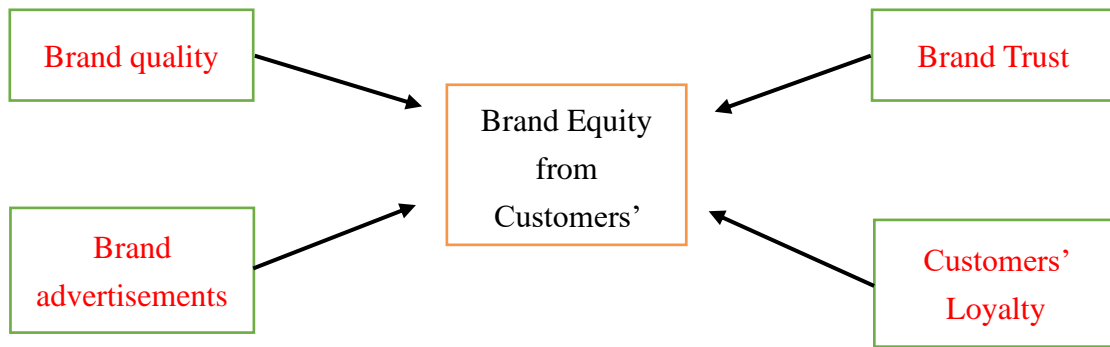 Brand quality
Brand Trust
Brand Equity
from
Customers’
Brand
advertisements
Customers’
Loyalty